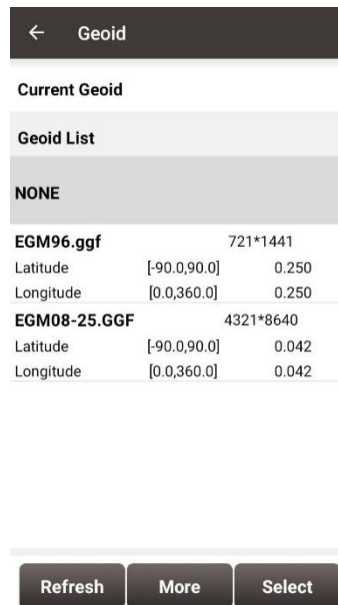 ← Geoid
Current Geoid
Geoid List
NONE
EGM96.ggf 721*1441
Latitude [-90.0,90.0] 0.250
Longitude [0.0,360.0] 0.250
EGM08-25.GGF 4321*8640
Latitude [-90.0,90.0] 0.042
Longitude [0.0,360.0] 0.042
Refresh More Select